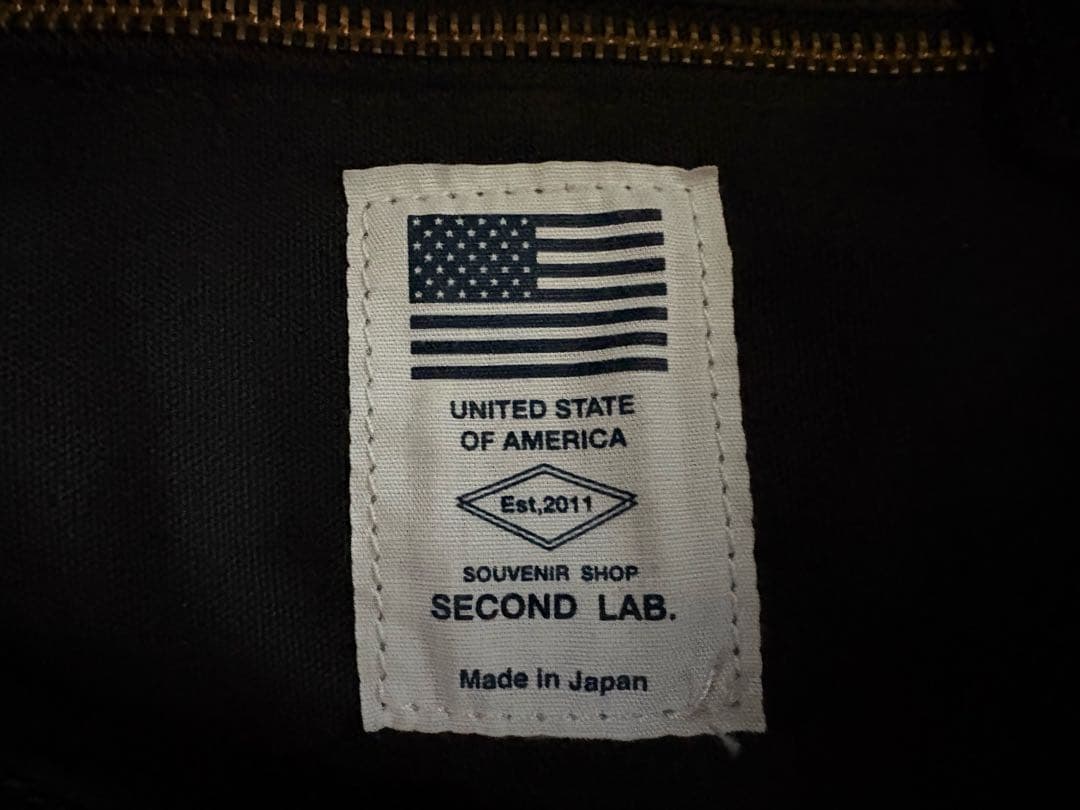 UNITED STATE
OF AMERICA
Est,2011
SOUVENIR SHOP
SECOND LAB.
Made in Japan